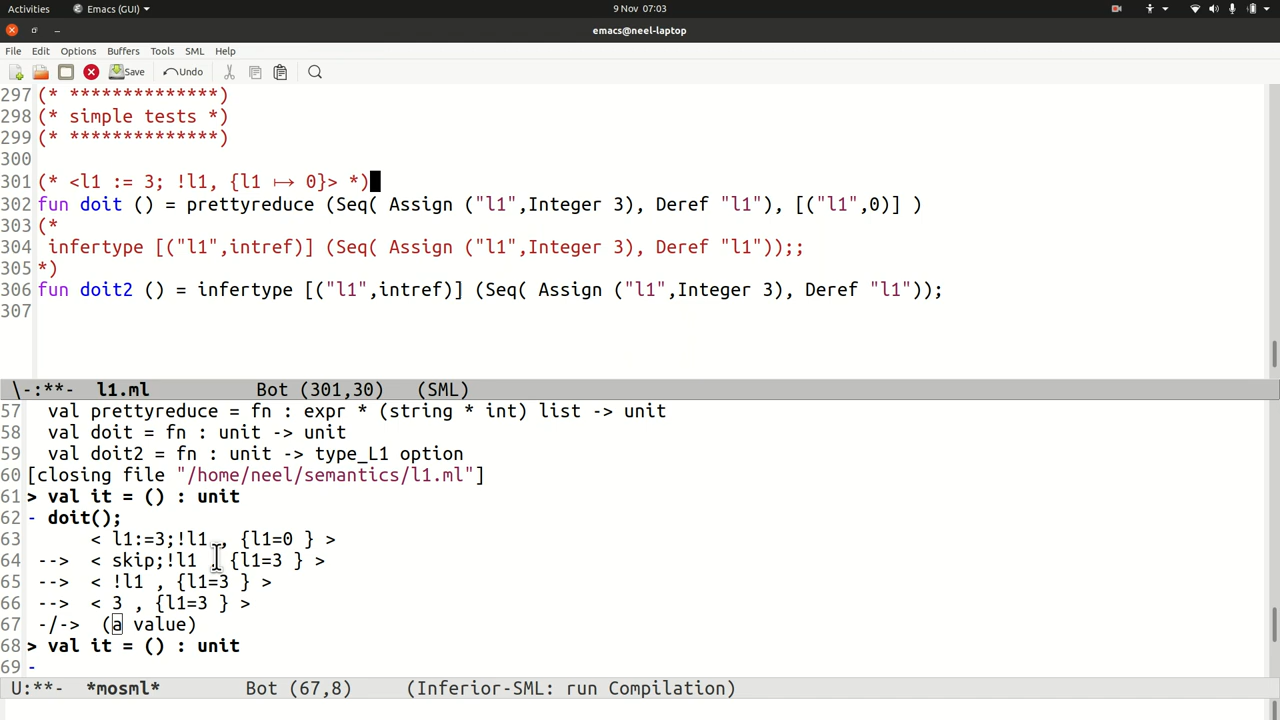 Activities Emacs (GUI) 9 Nov 07:03
emacs@neel-laptop
File Edit Options Buffers Tools SML Help
Save Undo
297 (* **************)
298 (* simple tests *)
299 (* **************)
300
301 (* <l1 := 3; !l1, {l1 ↦ 0}> *)
302 fun doit () = prettyreduce (Seq( Assign ("l1",Integer 3), Deref "l1"), [("l1",0)] )
303 (*
304  infertype [("l1",intref)] (Seq( Assign ("l1",Integer 3), Deref "l1"));;
305 *)
306 fun doit2 () = infertype [("l1",intref)] (Seq( Assign ("l1",Integer 3), Deref "l1"));
307
\-:**-  l1.ml  Bot (301,30)  (SML)
57   val prettyreduce = fn : expr * (string * int) list -> unit
58   val doit = fn : unit -> unit
59   val doit2 = fn : unit -> type_L1 option
60 [closing file "/home/neel/semantics/l1.ml"]
61 > val it = () : unit
62 - doit();
63       < l1:=3;!l1 , {l1=0 } >
64  -->  < skip;!l1 , {l1=3 } >
65  -->  < !l1 , {l1=3 } >
66  -->  < 3 , {l1=3 } >
67  -/->  (a value)
68 > val it = () : unit
69 -
U:**-  *mosml*  Bot (67,8)  (Inferior-SML: run Compilation)